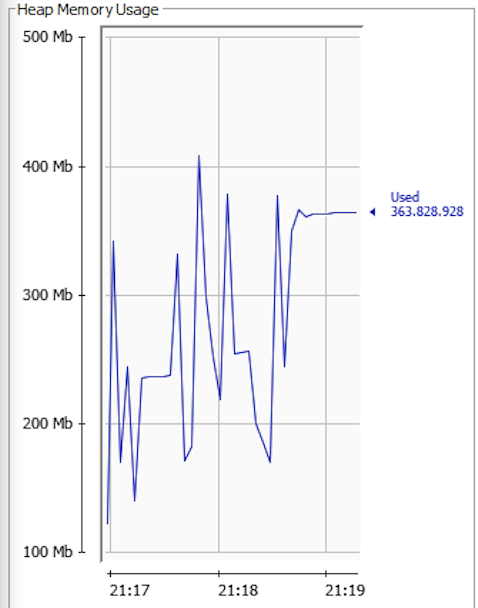 Heap Memory Usage
500 Mb
400 Mb
300 Mb
200 Mb
100 Mb
Used
363.828.928
21:17
21:18
21:19